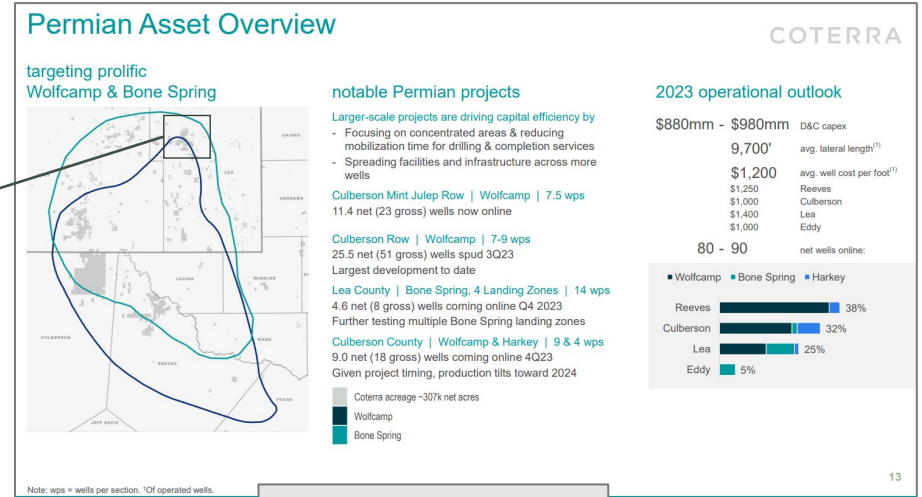 Permian Asset Overview
COTERRA
targeting prolific
Wolfcamp & Bone Spring
GAINES
LEA
ANDREWS
LOVING
WINKLER
CULBERSON
WARD
REEVES
PECOS
JEFF DAVIS
notable Permian projects
Larger-scale projects are driving capital efficiency by
- Focusing on concentrated areas & reducing
mobilization time for drilling & completion services
- Spreading facilities and infrastructure across more
wells
Culberson Mint Julep Row | Wolfcamp | 7.5 wps
11.4 net (23 gross) wells now online
Culberson Row | Wolfcamp | 7-9 wps
25.5 net (51 gross) wells spud 3Q23
Largest development to date
Lea County | Bone Spring, 4 Landing Zones | 14 wps
4.6 net (8 gross) wells coming online Q4 2023
Further testing multiple Bone Spring landing zones
Culberson County | Wolfcamp & Harkey | 9 & 4 wps
9.0 net (18 gross) wells coming online 4Q23
Given project timing, production tilts toward 2024
Coterra acreage ~307k net acres
Wolfcamp
Bone Spring
2023 operational outlook
$880mm - $980mm D&C capex
9,700' avg. lateral length(1)
$1,200 avg. well cost per foot(1)
$1,250 Reeves
$1,000 Culberson
$1,400 Lea
$1,000 Eddy
80 - 90 net wells online:
Wolfcamp Bone Spring Harkey
Reeves 38%
Culberson 32%
Lea 25%
Eddy 5%
Note: wps = wells per section. ¹Of operated wells.
13